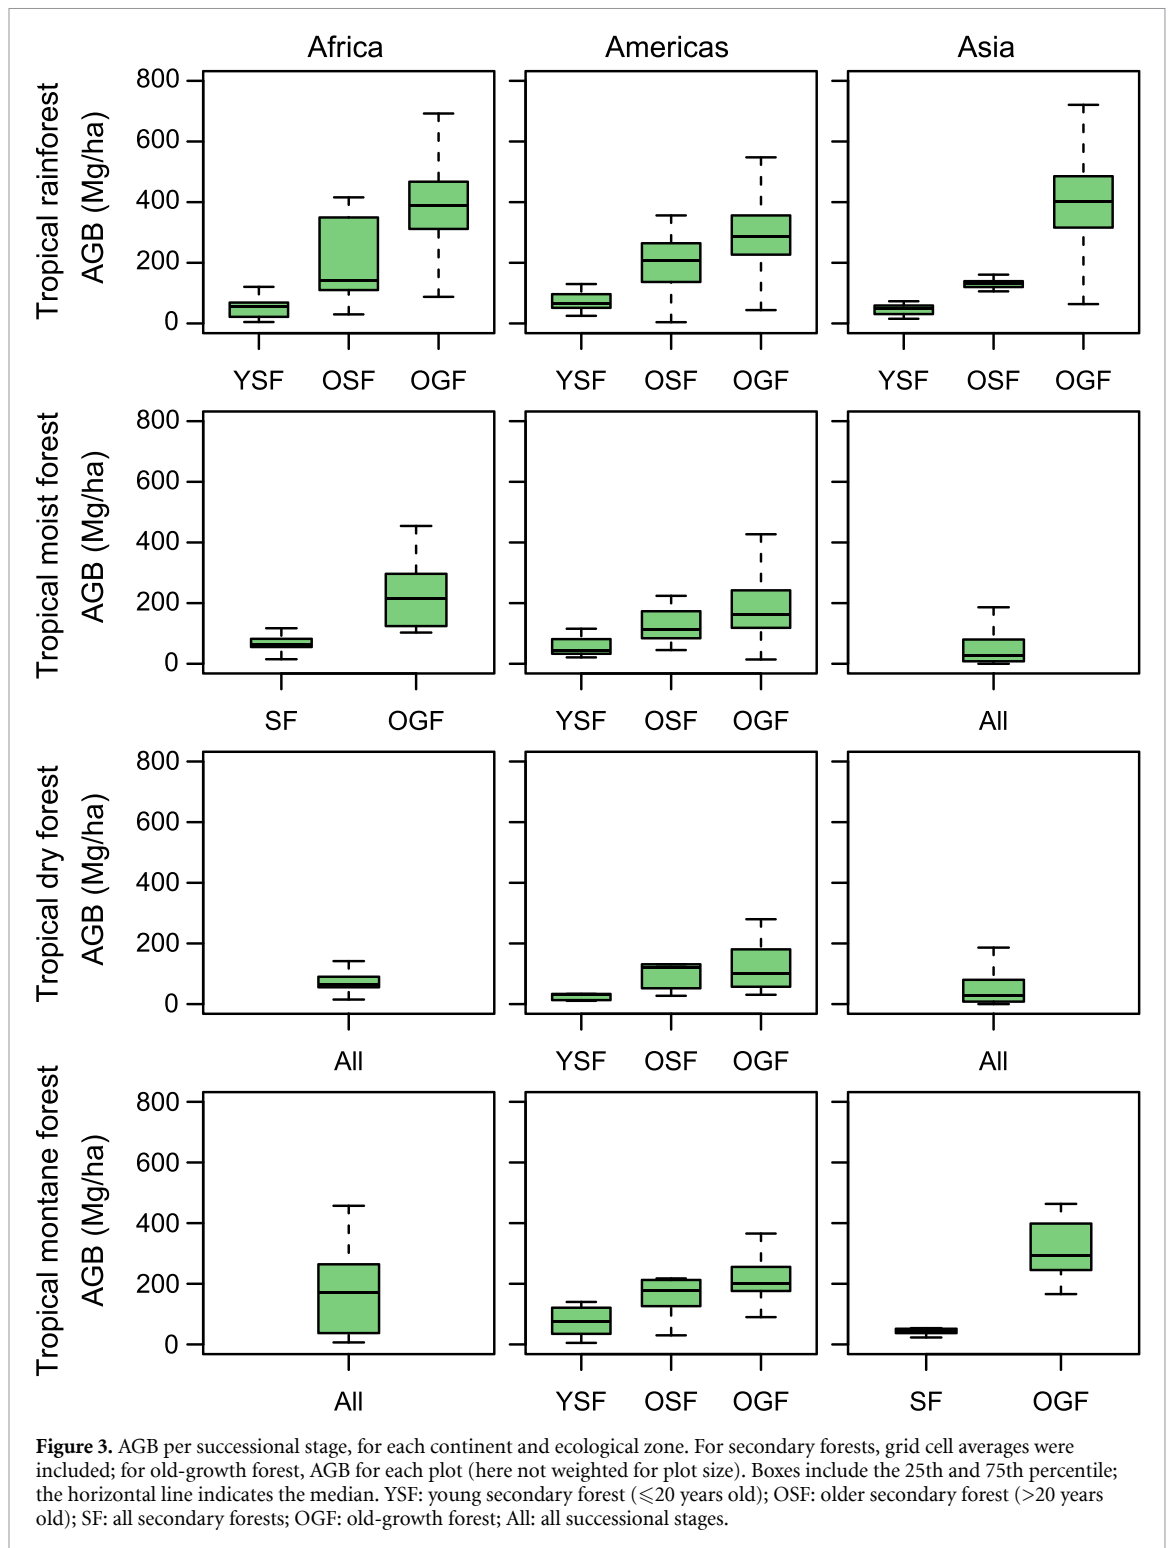 Africa Americas Asia
Tropical rainforest
AGB (Mg/ha)
800
600
400
200
0
YSF OSF OGF YSF OSF OGF YSF OSF OGF
Tropical moist forest
AGB (Mg/ha)
800
600
400
200
0
SF OGF YSF OSF OGF All
Tropical dry forest
AGB (Mg/ha)
800
600
400
200
0
All YSF OSF OGF All
Tropical montane forest
AGB (Mg/ha)
800
600
400
200
0
All YSF OSF OGF SF OGF
Figure 3. AGB per successional stage, for each continent and ecological zone. For secondary forests, grid cell averages were
included; for old-growth forest, AGB for each plot (here not weighted for plot size). Boxes include the 25th and 75th percentile;
the horizontal line indicates the median. YSF: young secondary forest (⩽20 years old); OSF: older secondary forest (>20 years
old); SF: all secondary forests; OGF: old-growth forest; All: all successional stages.